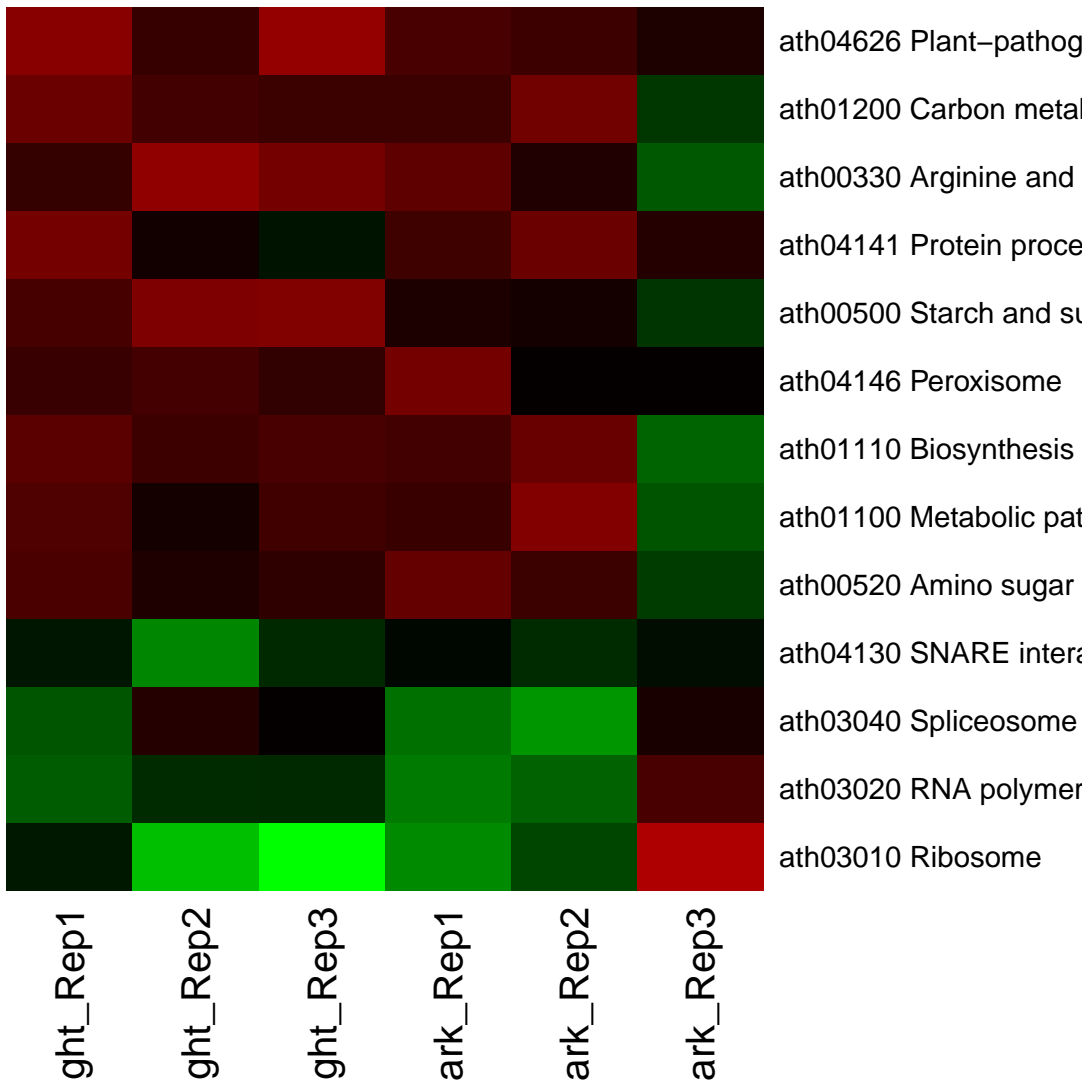 ath04626 Plant−pathog
ath01200 Carbon metal
ath00330 Arginine and
ath04141 Protein proce
ath00500 Starch and su
ath04146 Peroxisome
ath01110 Biosynthesis
ath01100 Metabolic pat
ath00520 Amino sugar
ath04130 SNARE intera
ath03040 Spliceosome
ath03020 RNA polymer
ath03010 Ribosome
ght_Rep1
ght_Rep2
ght_Rep3
ark_Rep1
ark_Rep2
ark_Rep3